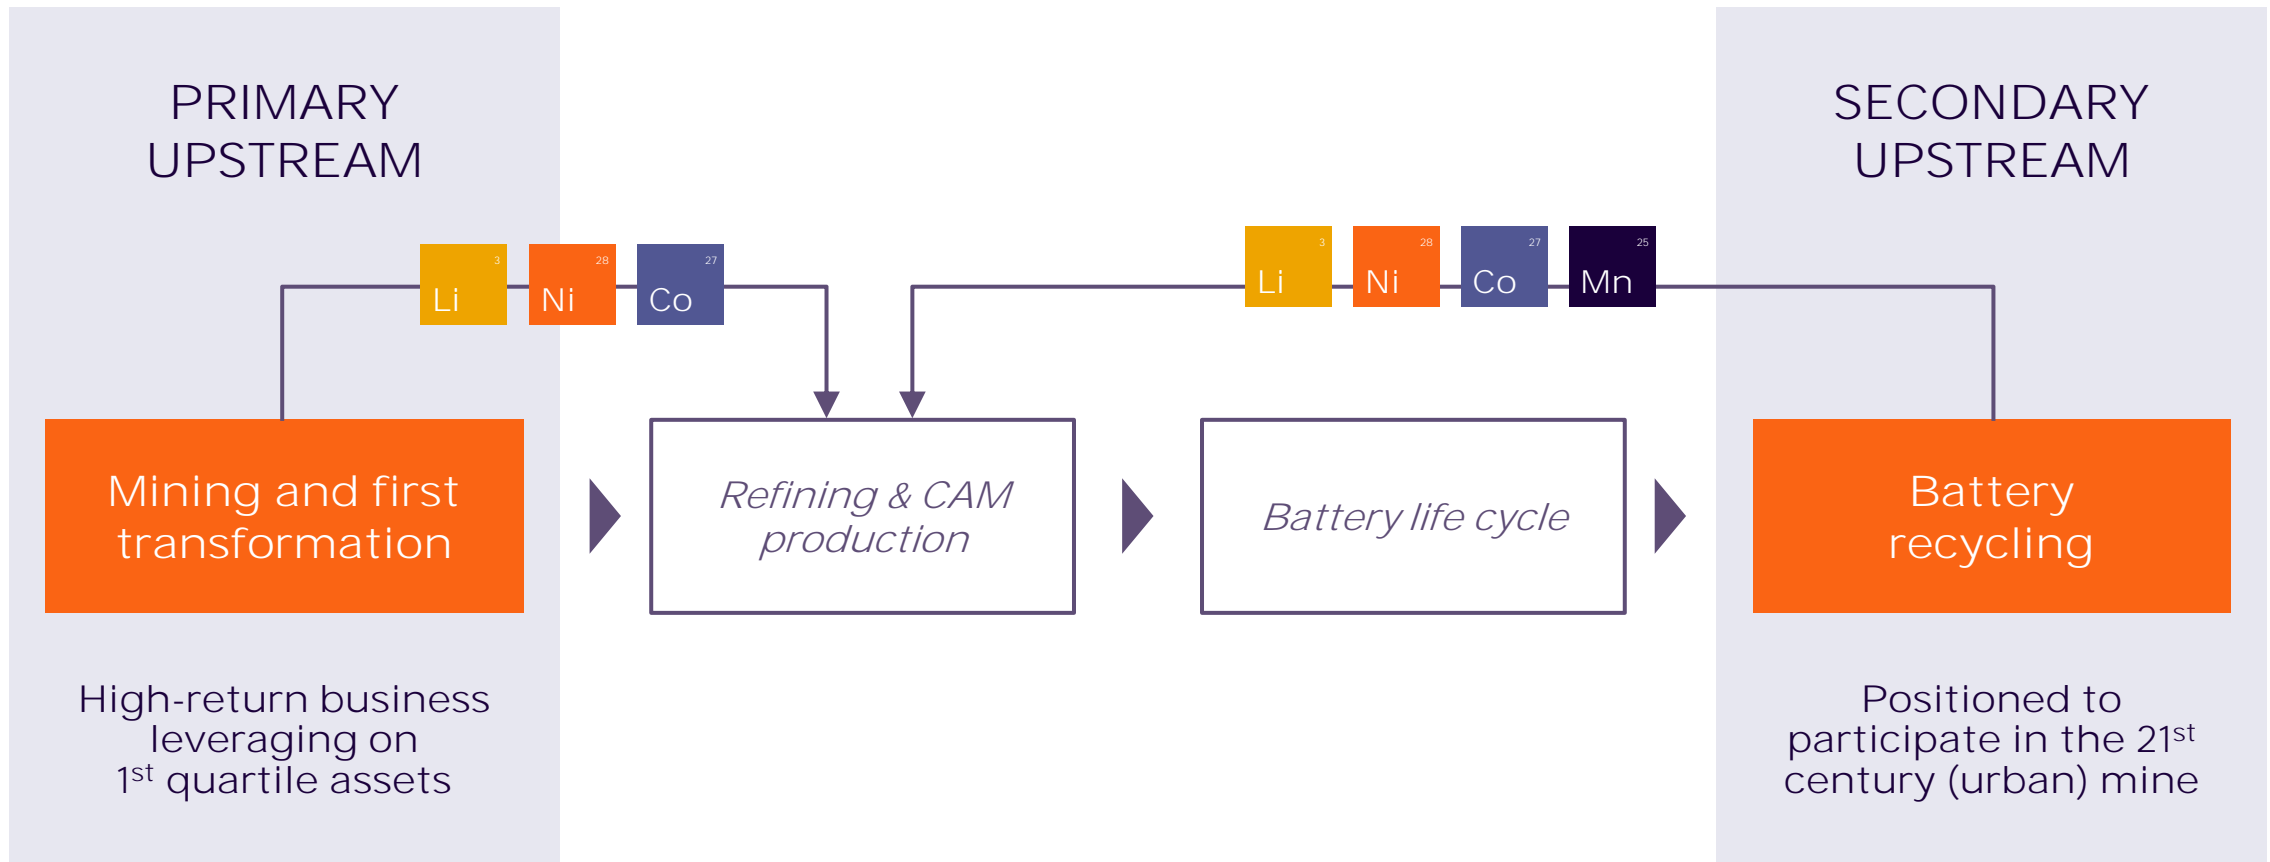 PRIMARY
UPSTREAM
SECONDARY
UPSTREAM
3
Li
28
Ni
27
Co
3
Li
28
Ni
27
Co
25
Mn
Mining and first
transformation
Refining & CAM
production
Battery life cycle
Battery
recycling
High-return business
leveraging on
1st quartile assets
Positioned to
participate in the 21st
century (urban) mine